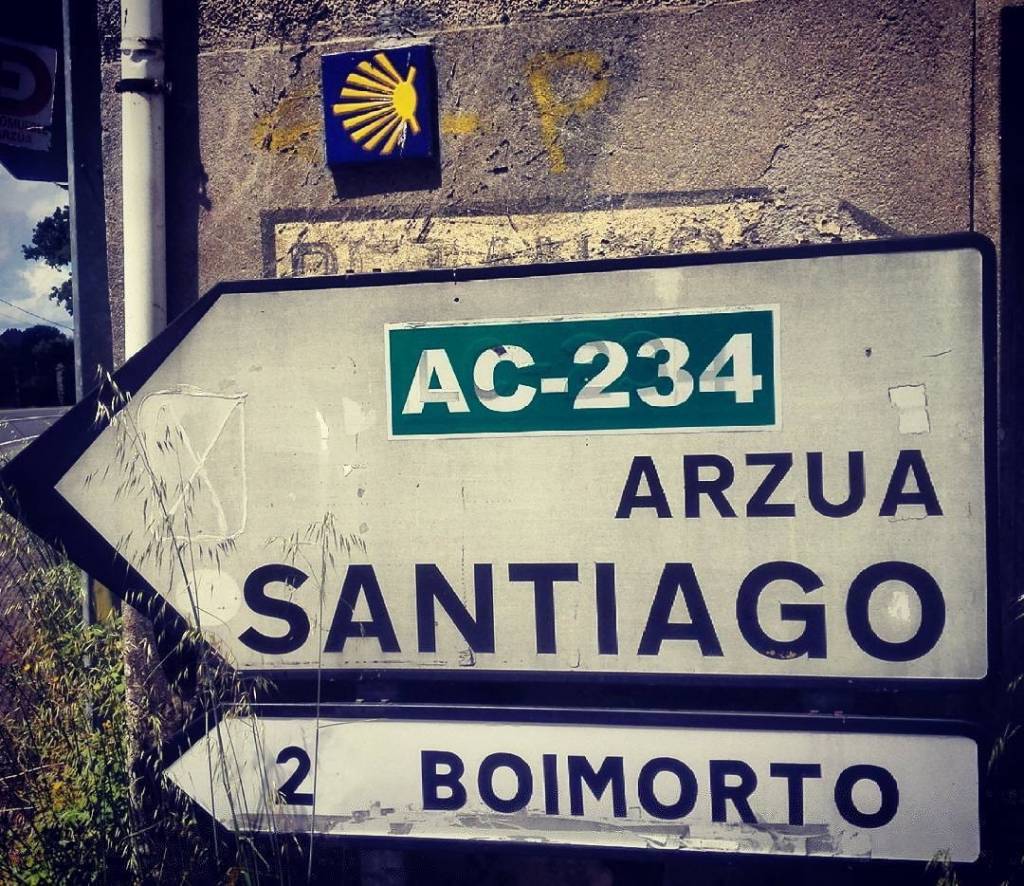 P
AC-234
ARZUA
SANTIAGO
2 BOIMORTO